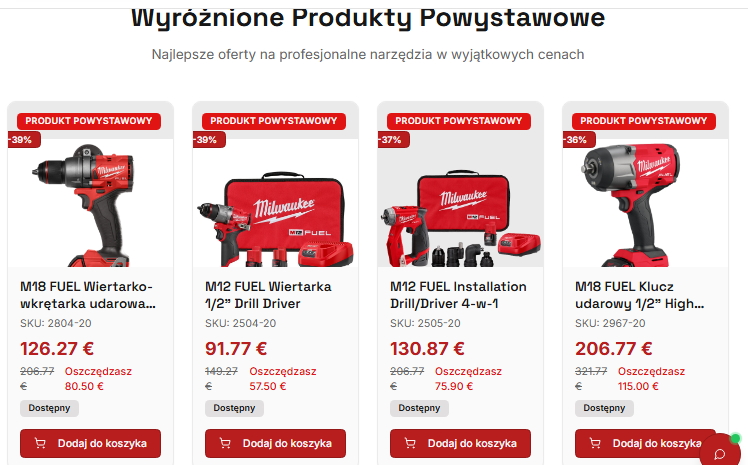 Wyróżnione Produkty Powystawowe
Najlepsze oferty na profesjonalne narzędzia w wyjątkowych cenach
PRODUKT POWYSTAWOWY
-39%
Milwaukee
M18 FUEL Wiertarko-
wkrętarka udarowa...
SKU: 2804-20
126.27 €
206.77 €
Oszczędzasz
80.50 €
Dostępny
Dodaj do koszyka
PRODUKT POWYSTAWOWY
-39%
Milwaukee
M12 FUEL
M12 FUEL Wiertarka
1/2" Drill Driver
SKU: 2504-20
91.77 €
149.27 €
Oszczędzasz
57.50 €
Dostępny
Dodaj do koszyka
PRODUKT POWYSTAWOWY
-37%
Milwaukee
M12 FUEL
M12 FUEL Installation
Drill/Driver 4-w-1
SKU: 2505-20
130.87 €
206.77 €
Oszczędzasz
75.90 €
Dostępny
Dodaj do koszyka
PRODUKT POWYSTAWOWY
-36%
Milwaukee
M18 FUEL Klucz
udarowy 1/2" High...
SKU: 2967-20
206.77 €
321.77 €
Oszczędzasz
115.00 €
Dostępny
Dodaj do koszyka